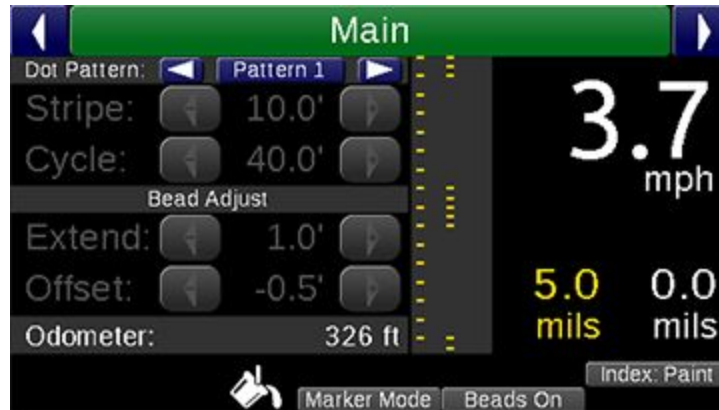 Main
Dot Pattern: Pattern 1
Stripe: 10.0'
Cycle: 40.0'
Bead Adjust
Extend: 1.0'
Offset: -0.5'
Odometer: 326 ft
3.7
mph
5.0 0.0
mils mils
Index: Paint
Marker Mode Beads On